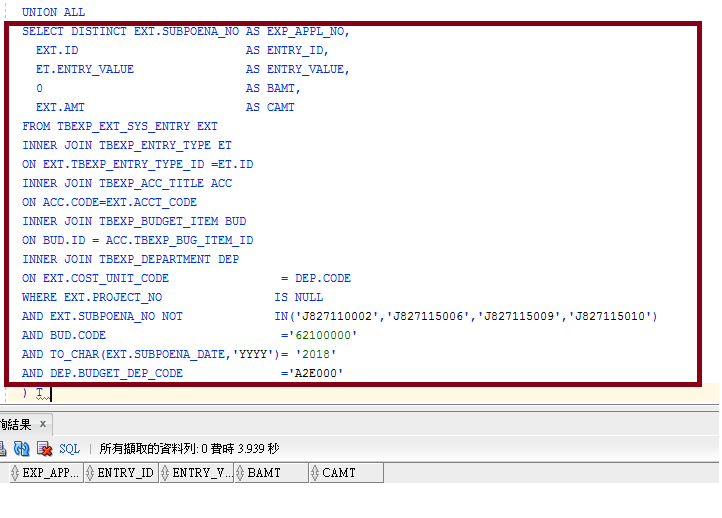 UNION ALL
SELECT DISTINCT EXT.SUBPOENA_NO AS EXP_APPL_NO,
EXT.ID AS ENTRY_ID,
ET.ENTRY_VALUE AS ENTRY_VALUE,
0 AS BAMT,
EXT.AMT AS CAMT
FROM TBEXP_EXT_SYS_ENTRY EXT
INNER JOIN TBEXP_ENTRY_TYPE ET
ON EXT.TBEXP_ENTRY_TYPE_ID =ET.ID
INNER JOIN TBEXP_ACC_TITLE ACC
ON ACC.CODE=EXT.ACCT_CODE
INNER JOIN TBEXP_BUDGET_ITEM BUD
ON BUD.ID = ACC.TBEXP_BUG_ITEM_ID
INNER JOIN TBEXP_DEPARTMENT DEP
ON EXT.COST_UNIT_CODE = DEP.CODE
WHERE EXT.PROJECT_NO IS NULL
AND EXT.SUBPOENA_NO NOT IN('J827110002','J827115006','J827115009','J827115010')
AND BUD.CODE ='62100000'
AND TO_CHAR(EXT.SUBPOENA_DATE,'YYYY')= '2018'
AND DEP.BUDGET_DEP_CODE ='A2E000'
) T
詢結果 x
SQL | 所有擷取的資料列: 0 費時 3.939 秒
EXP_APP... ENTRY_ID ENTRY_V... BAMT CAMT